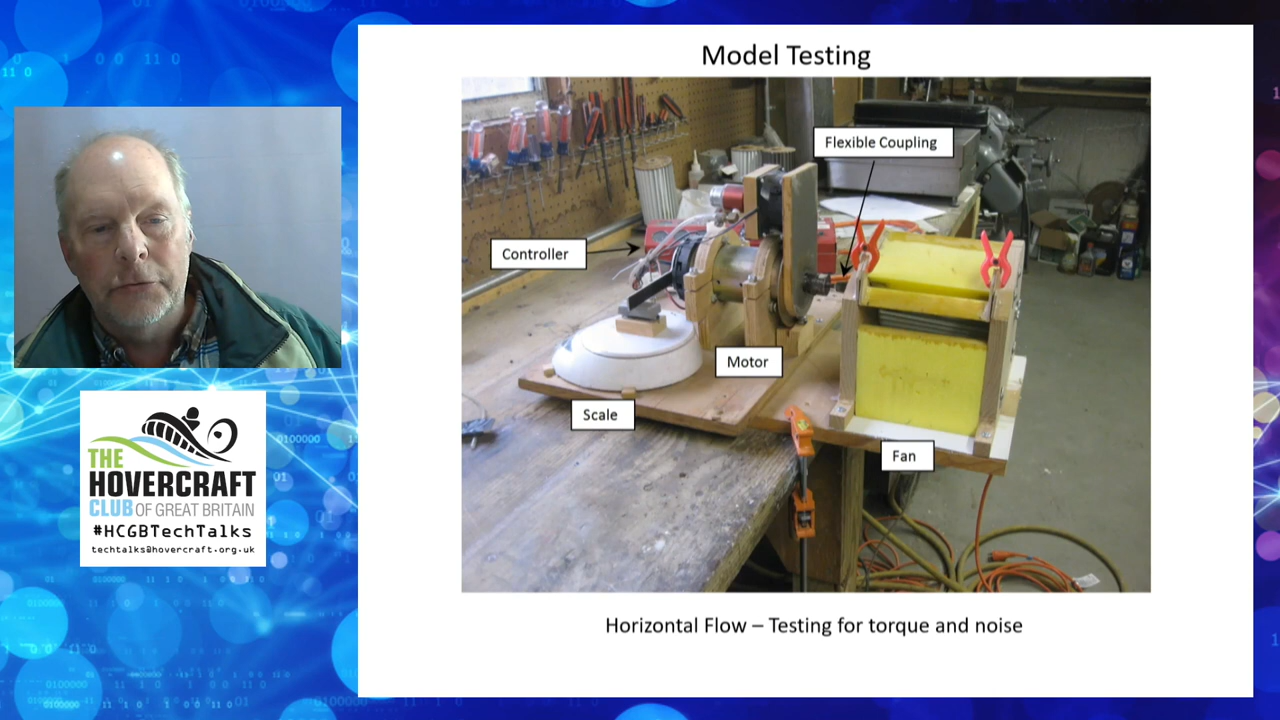 Model Testing
Flexible Coupling
Controller
Motor
Scale
Fan
Horizontal Flow – Testing for torque and noise
THE
HOVERCRAFT
CLUB OF GREAT BRITAIN
#HCGBTechTalks
techtalks@hovercraft.org.uk